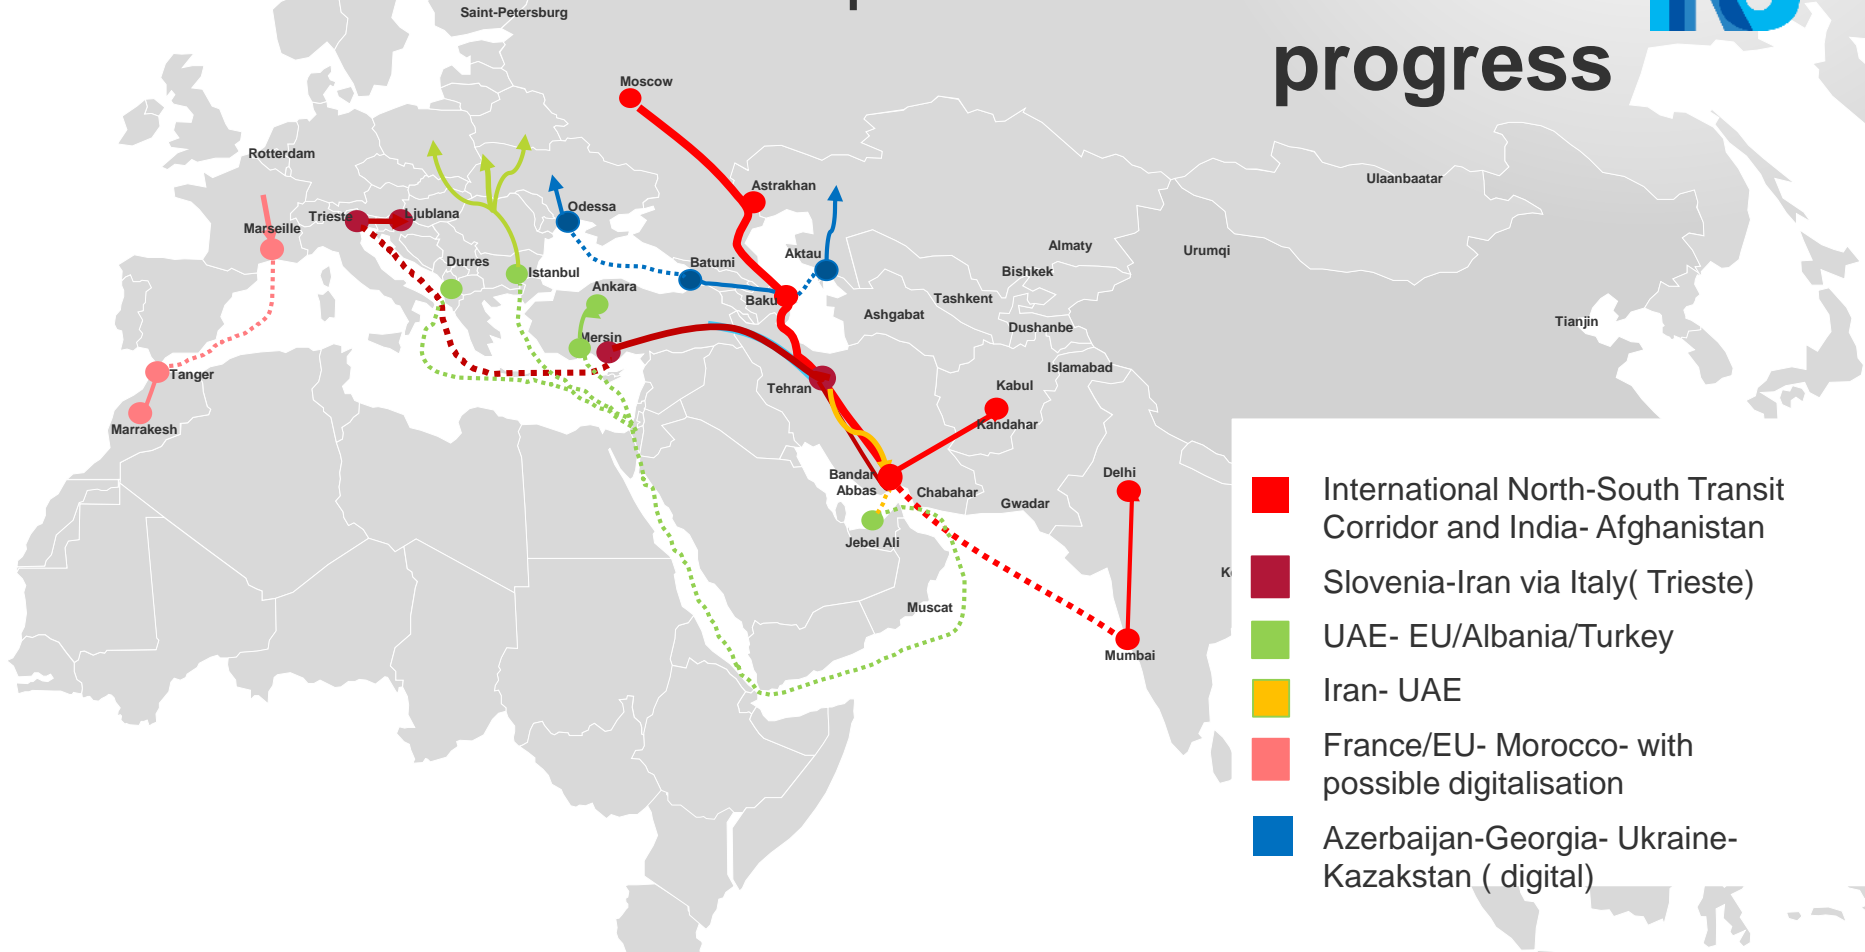 progress
Saint-Petersburg
Moscow
Rotterdam
Astrakhan
Ulaanbaatar
Trieste
Ljublana
Odessa
Marseille
Almaty
Urumqi
Durres
Istanbul
Batumi
Aktau
Bishkek
Ankara
Baku
Tashkent
Ashgabat
Dushanbe
Tianjin
Mersin
Islamabad
Tanger
Tehran
Kabul
Marrakesh
Kandahar
Bandar
Abbas
Chabahar
Delhi
Gwadar
Jebel Ali
Muscat
Mumbai
International North-South Transit
Corridor and India- Afghanistan
Slovenia-Iran via Italy( Trieste)
UAE- EU/Albania/Turkey
Iran- UAE
France/EU- Morocco- with
possible digitalisation
Azerbaijan-Georgia- Ukraine-
Kazakstan ( digital)